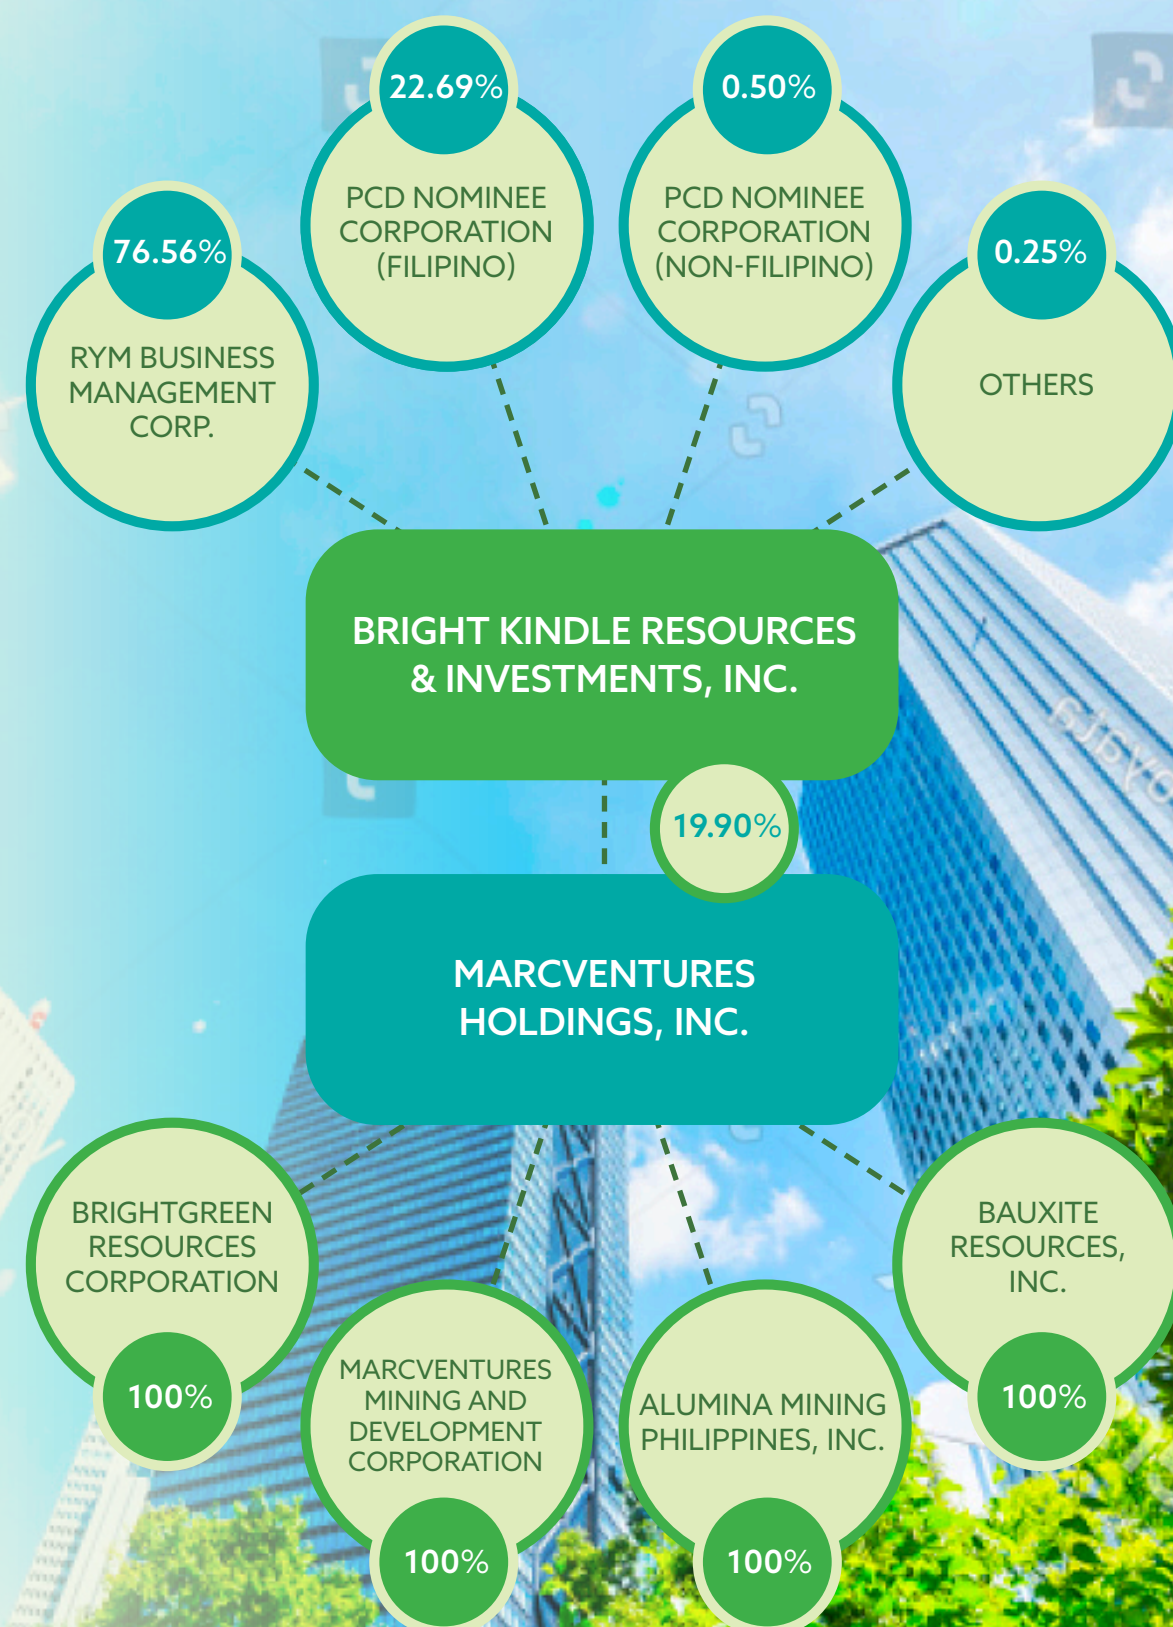 22.69%
0.50%
PCD NOMINEE
CORPORATION
(FILIPINO)
PCD NOMINEE
CORPORATION
(NON-FILIPINO)
76.56%
0.25%
RYM BUSINESS
MANAGEMENT
CORP.
OTHERS
BRIGHT KINDLE RESOURCES
& INVESTMENTS, INC.
19.90%
MARCVENTURES
HOLDINGS, INC.
BRIGHTGREEN
RESOURCES
CORPORATION
100%
MARCVENTURES
MINING AND
DEVELOPMENT
CORPORATION
100%
ALUMINA MINING
PHILIPPINES, INC.
100%
BAUXITE
RESOURCES,
INC.
100%